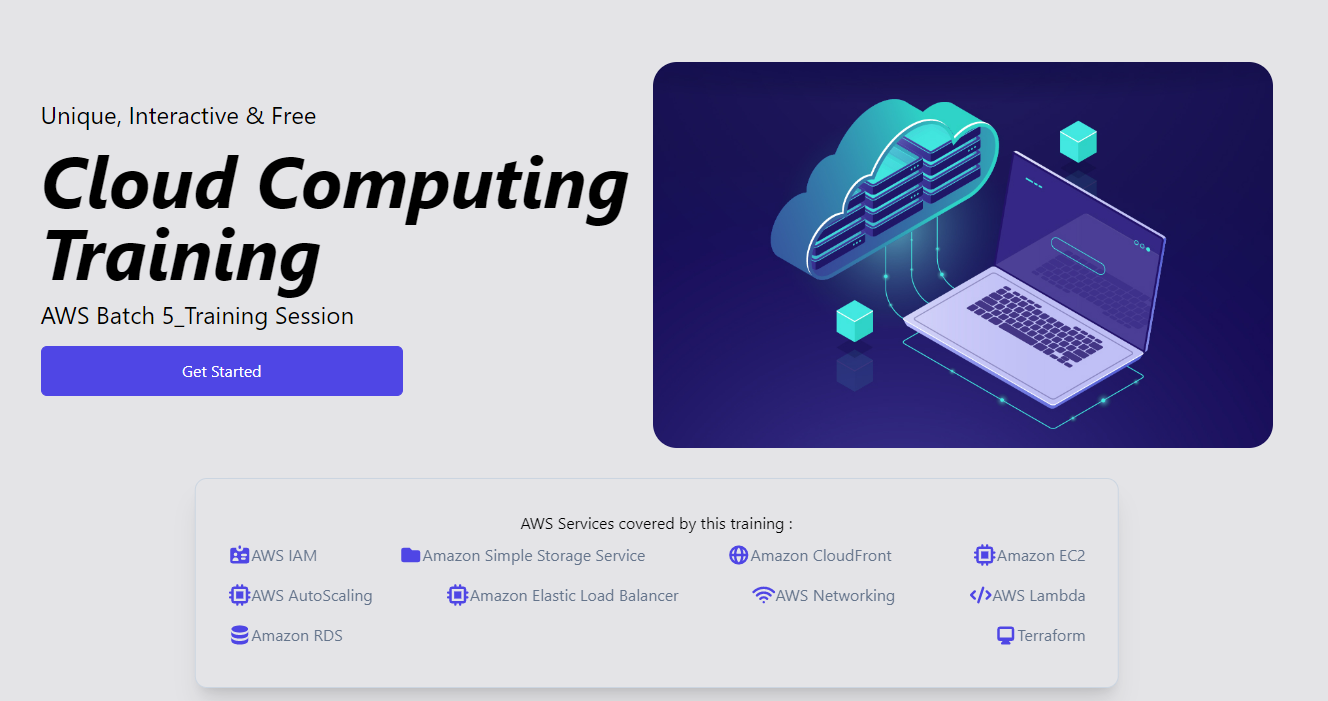 Unique, Interactive & Free
Cloud Computing
Training
AWS Batch 5_Training Session
Get Started
AWS Services covered by this training :
AWS IAM Amazon Simple Storage Service Amazon CloudFront Amazon EC2
AWS AutoScaling Amazon Elastic Load Balancer AWS Networking AWS Lambda
Amazon RDS Terraform